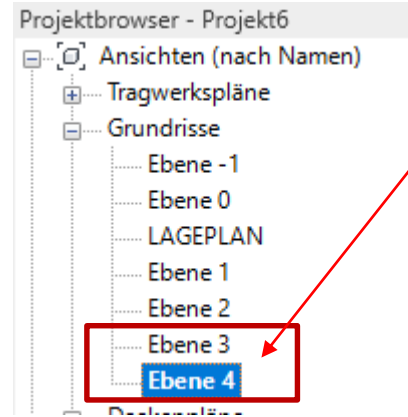 Projektbrowser - Projekt6
Ansichten (nach Namen)
Tragwerkspläne
Grundrisse
Ebene -1
Ebene 0
LAGEPLAN
Ebene 1
Ebene 2
Ebene 3
Ebene 4